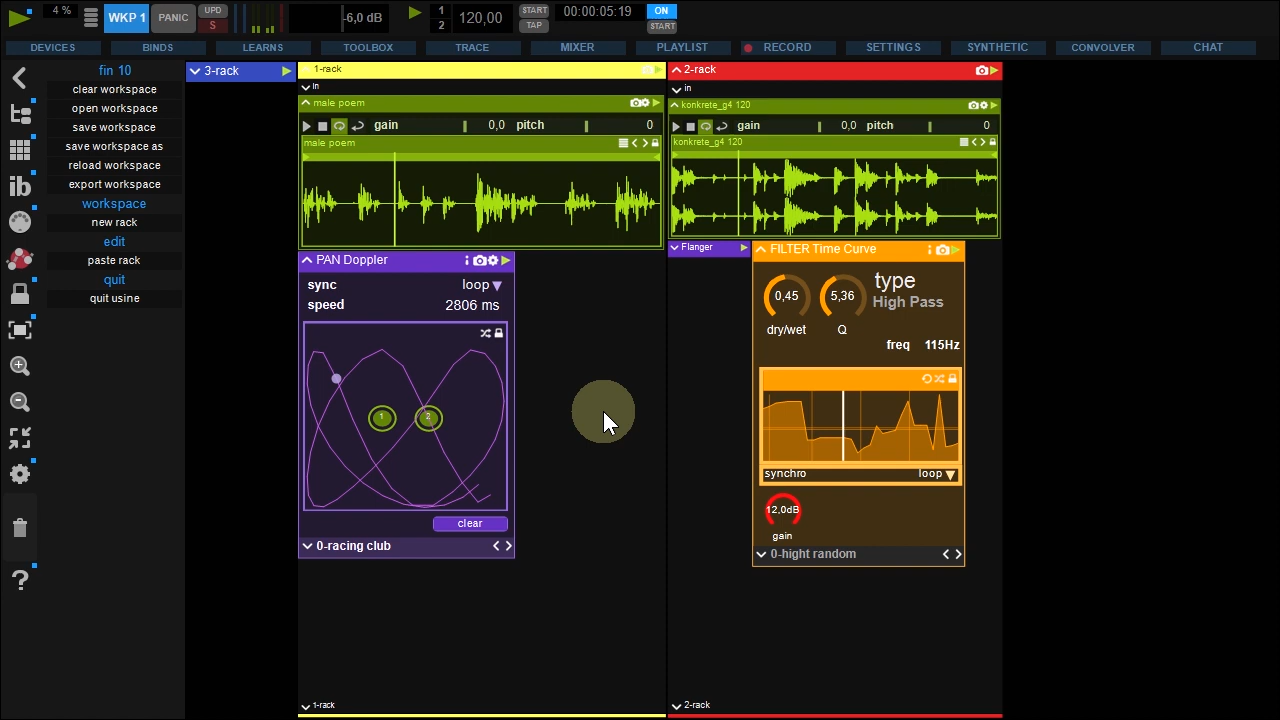 4 %
WKP 1
PANIC
UPD
S
-6,0 dB
1
2
120,00
START
TAP
00:00:05:19
ON
START
DEVICES
BINDS
LEARNS
TOOLBOX
TRACE
MIXER
PLAYLIST
RECORD
SETTINGS
SYNTHETIC
CONVOLVER
CHAT
fin 10
clear workspace
open workspace
save workspace
save workspace as
reload workspace
export workspace
workspace
new rack
edit
paste rack
quit
quit usine
ib
?
3-rack
1-rack
in
male poem
gain 0,0 pitch 0
male poem
PAN Doppler
sync loop
speed 2806 ms
1
2
clear
0-racing club
1-rack
2-rack
in
konkrete_g4 120
gain 0,0 pitch 0
konkrete_g4 120
Flanger
FILTER Time Curve
0,45
dry/wet
5,36
Q
type
High Pass
freq 115Hz
synchro loop
12,0dB
gain
0-hight random
2-rack